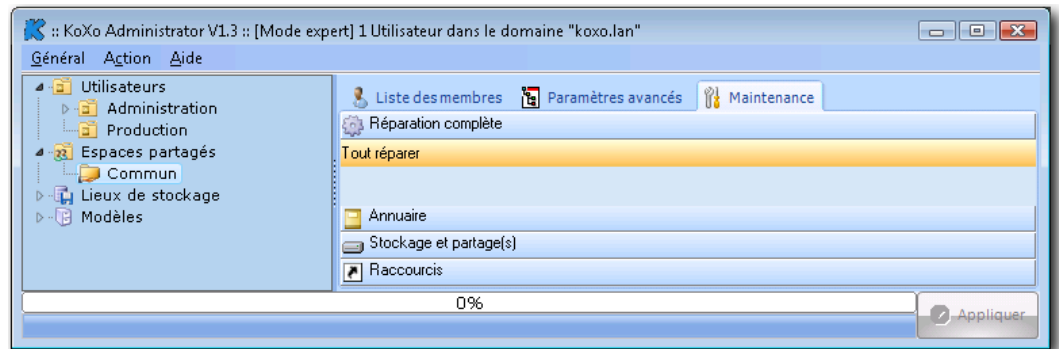 :: KoXo Administrator V1.3 :: [Mode expert] 1 Utilisateur dans le domaine "koxo.lan"
Général Action Aide
Utilisateurs
Administration
Production
Espaces partagés
Commun
Lieux de stockage
Modèles
Liste des membres Paramètres avancés Maintenance
Réparation complète
Tout réparer
Annuaire
Stockage et partage(s)
Raccourcis
0%
Appliquer